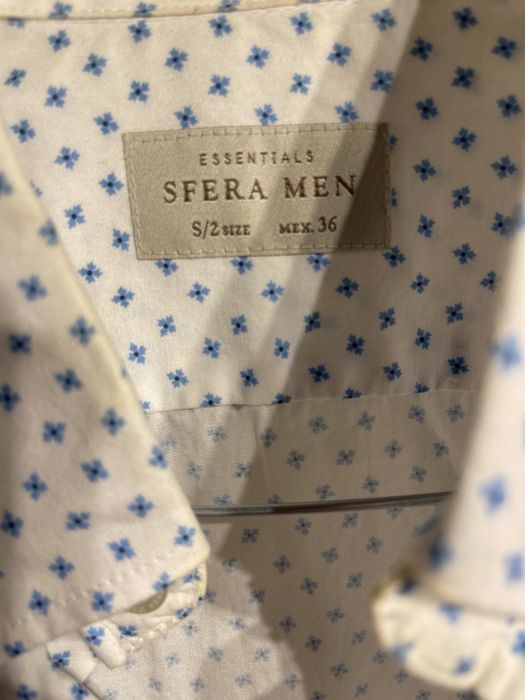 ESSENTIALS
SFERA MEN
S/2 SIZE MEX. 36